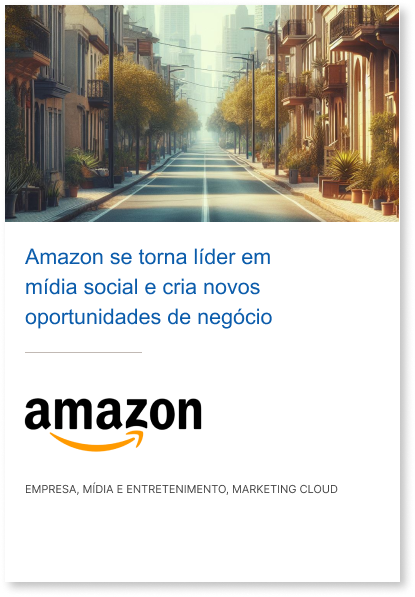 Amazon se torna líder em
mídia social e cria novos
oportunidades de negócio
amazon
EMPRESA, MÍDIA E ENTRETENIMENTO, MARKETING CLOUD